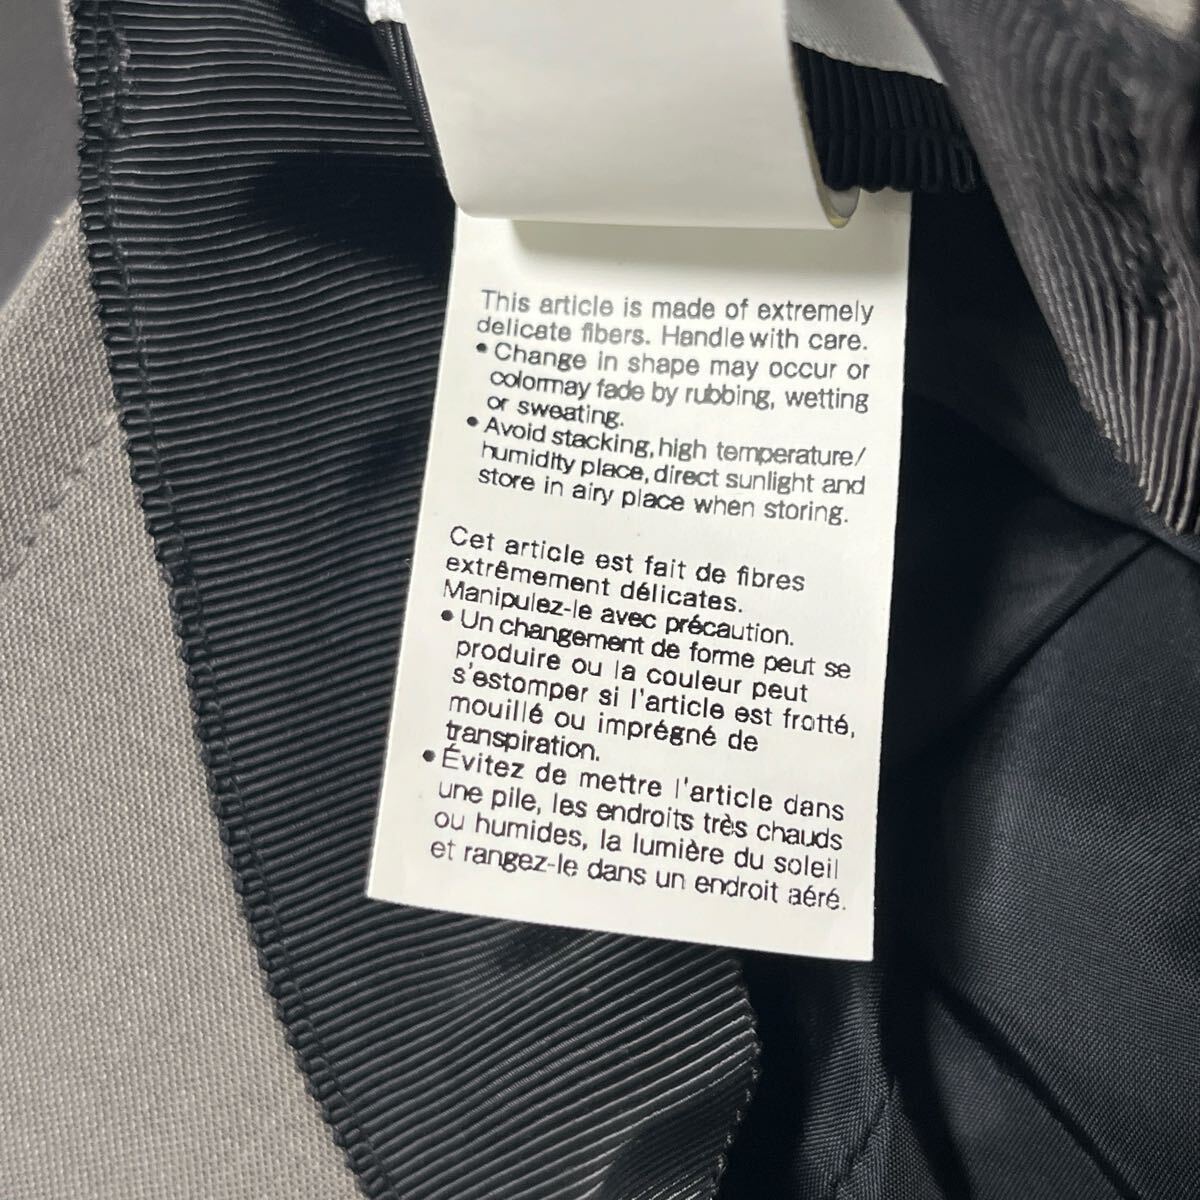 This article is made of extremely
delicate fibers. Handle with care.
• Change in shape may occur or
colormay fade by rubbing, wetting
or sweating.
• Avoid stacking, high temperature/
humidity place, direct sunlight and
store in airy place when storing.
Cet article est fait de fibres
extrêmement délicates.
Manipulez-le avec précaution.
• Un changement de forme peut se
produire ou la couleur peut
s'estomper si l'article est frotté,
mouillé ou imprégné de
transpiration.
• Évitez de mettre l'article dans
une pile, les endroits très chauds
ou humides, la lumière du soleil
et rangez-le dans un endroit aéré.